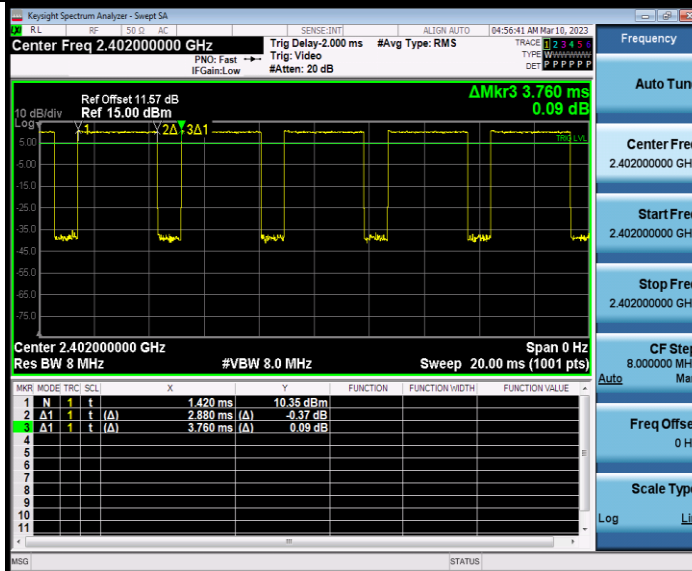 Keysight Spectrum Analyzer - Swept SA
LXI RL RF 50 Ω AC SENSE:INT ALIGN AUTO 04:56:41 AM Mar 10, 2023
Center Freq 2.402000000 GHz
PNO: Fast
IFGain:Low
Trig Delay-2.000 ms
Trig: Video
#Atten: 20 dB
#Avg Type: RMS
TRACE 1 2 3 4 5 6
TYPE WWWWWW
DET P P P P P P
Frequency
ΔMkr3 3.760 ms
0.09 dB
Ref Offset 11.57 dB
10 dB/div Ref 15.00 dBm
Log
1 2Δ 3Δ1
TRIG LVL
5.00
-5.00
-15.0
-25.0
-35.0
-45.0
-55.0
-65.0
-75.0
Center 2.402000000 GHz Span 0 Hz
Res BW 8 MHz #VBW 8.0 MHz Sweep 20.00 ms (1001 pts)
MKR MODE TRC SCL X Y FUNCTION FUNCTION WIDTH FUNCTION VALUE
1 N 1 t 1.420 ms 10.35 dBm
2 Δ1 1 t (Δ) 2.880 ms (Δ) -0.37 dB
3 Δ1 1 t (Δ) 3.760 ms (Δ) 0.09 dB
4
5
6
7
8
9
10
11
MSG STATUS
Auto Tun
Center Fre
2.402000000 GH
Start Fre
2.402000000 GH
Stop Fre
2.402000000 GH
CF Step
8.000000 MH
Auto Ma
Freq Offse
0 H
Scale Type
Log Li